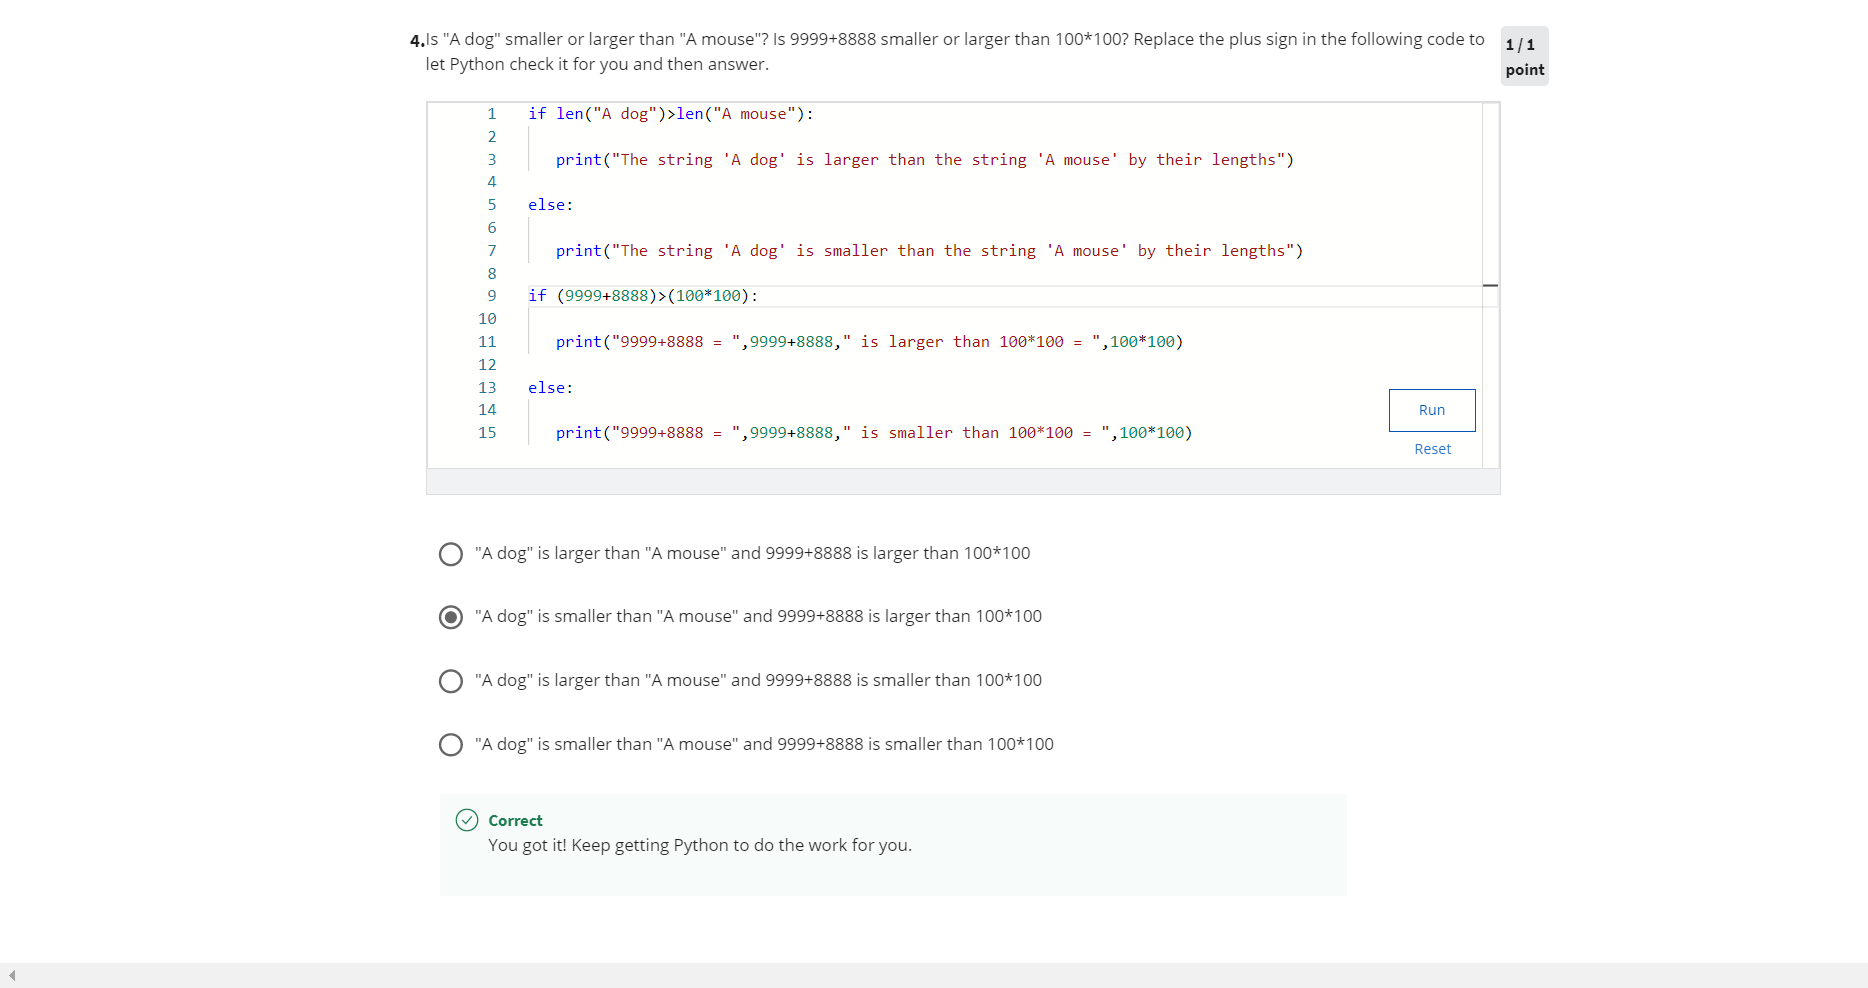 4. Is "A dog" smaller or larger than "A mouse"? Is 9999+8888 smaller or larger than 100*100? Replace the plus sign in the following code to
let Python check it for you and then answer.
1 / 1
point
1 if len("A dog")>len("A mouse"):
2
3 print("The string 'A dog' is larger than the string 'A mouse' by their lengths")
4
5 else:
6
7 print("The string 'A dog' is smaller than the string 'A mouse' by their lengths")
8
9 if (9999+8888)>(100*100):
10
11 print("9999+8888 = ",9999+8888," is larger than 100*100 = ",100*100)
12
13 else:
14
15 print("9999+8888 = ",9999+8888," is smaller than 100*100 = ",100*100)
Run
Reset
"A dog" is larger than "A mouse" and 9999+8888 is larger than 100*100
"A dog" is smaller than "A mouse" and 9999+8888 is larger than 100*100
"A dog" is larger than "A mouse" and 9999+8888 is smaller than 100*100
"A dog" is smaller than "A mouse" and 9999+8888 is smaller than 100*100
Correct
You got it! Keep getting Python to do the work for you.